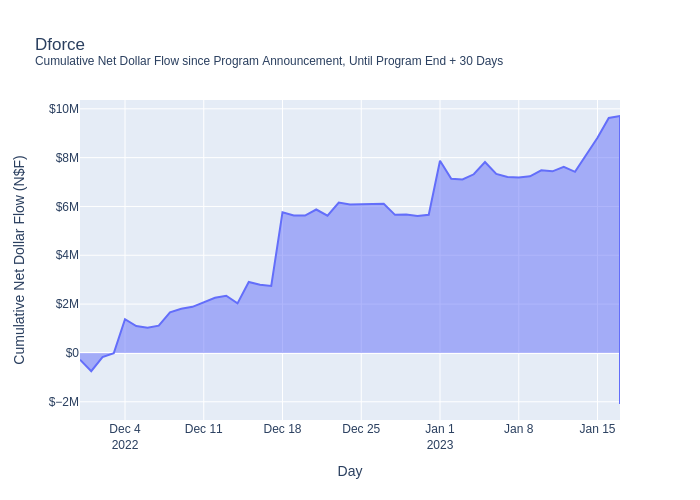 Dforce
Cumulative Net Dollar Flow since Program Announcement, Until Program End + 30 Days
Cumulative Net Dollar Flow (N$F)
$10M
$8M
$6M
$4M
$2M
$0
$−2M
Dec 4
2022
Dec 11
Dec 18
Dec 25
Jan 1
2023
Jan 8
Jan 15
Day